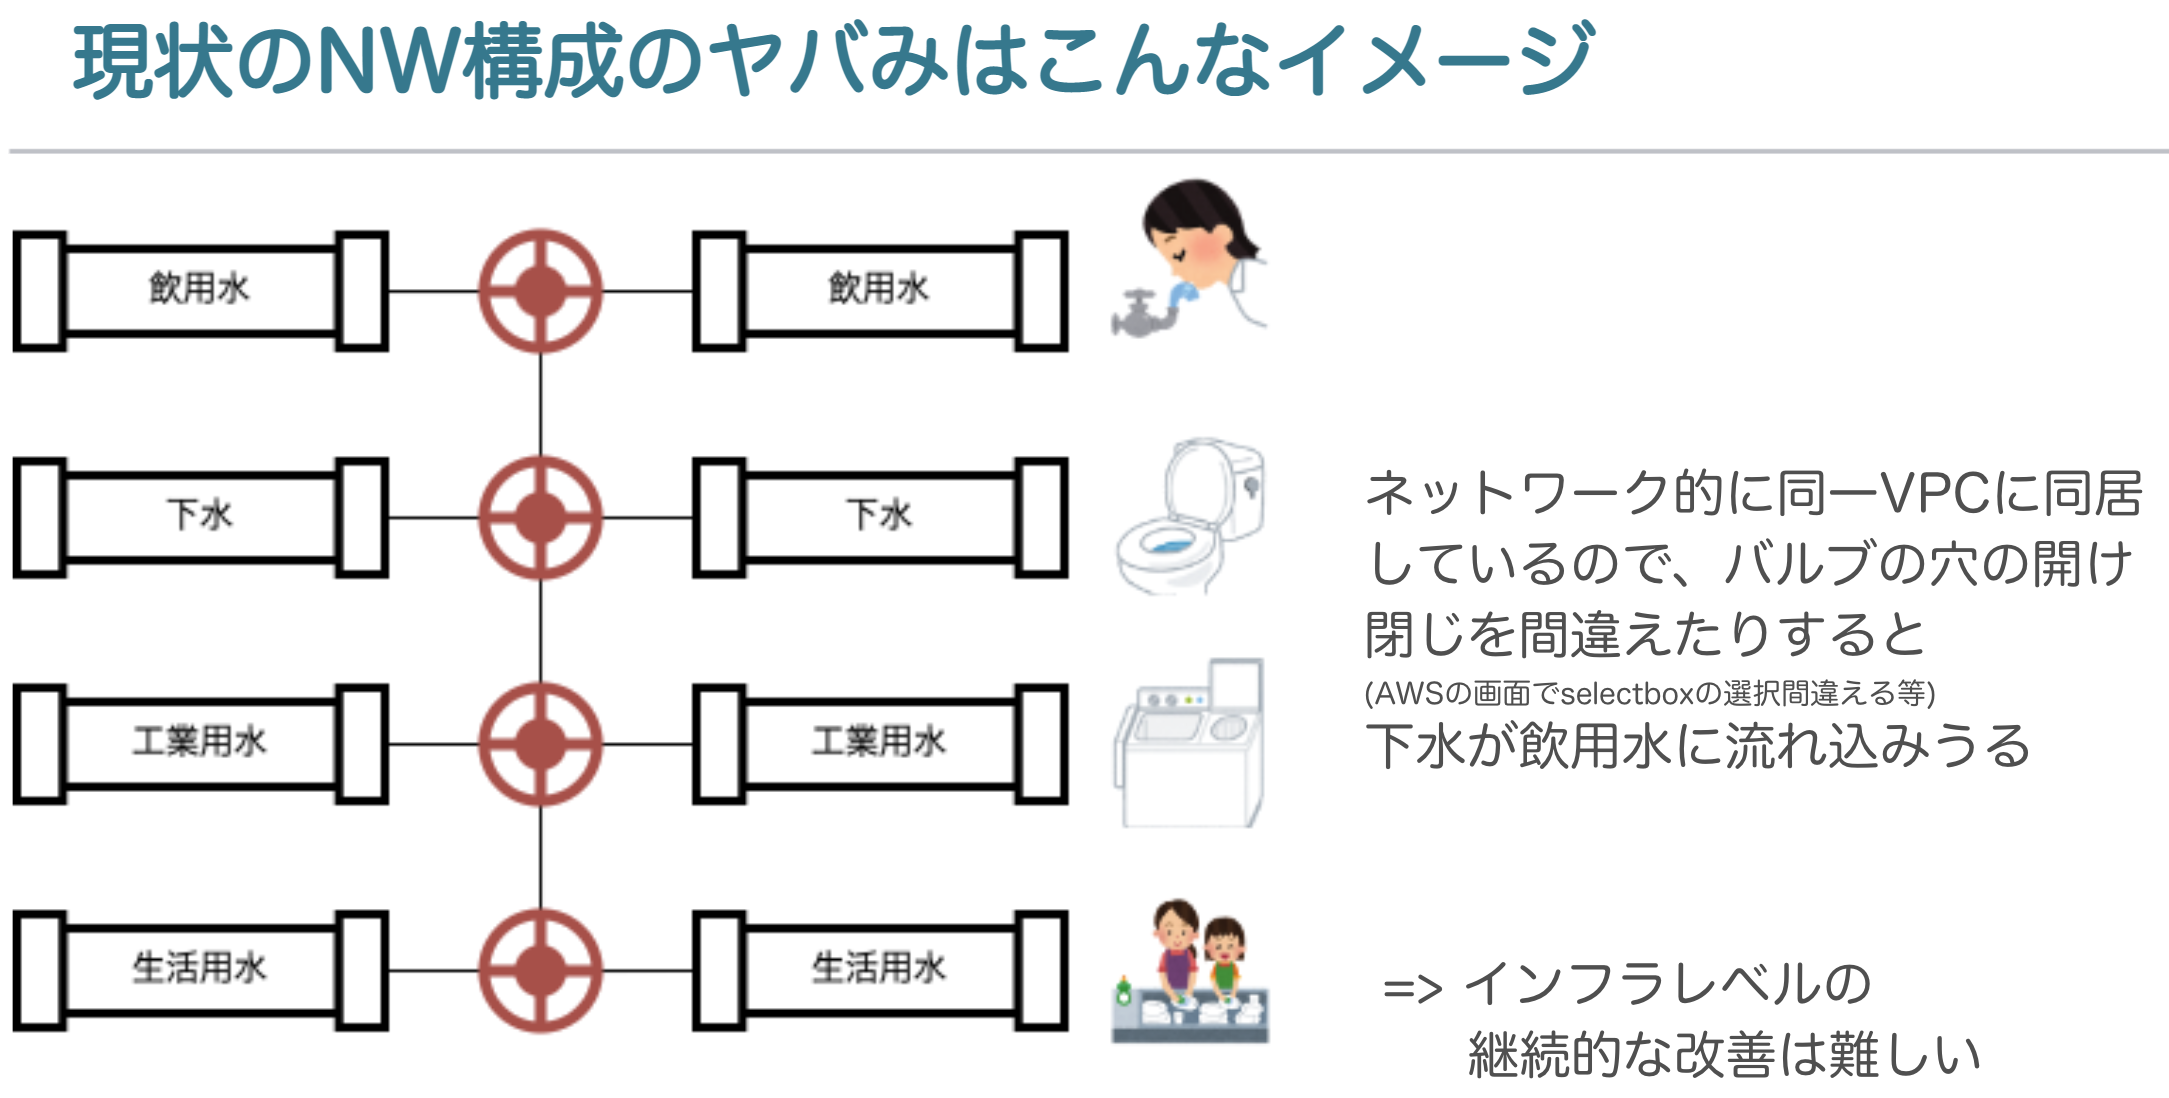 現状のNW構成のヤバみはこんなイメージ
飲用水
飲用水
下水
下水
工業用水
工業用水
生活用水
生活用水
ネットワーク的に同一VPCに同居
しているので、バルブの穴の開け
閉じを間違えたりすると
(AWSの画面でselectboxの選択間違える等)
下水が飲用水に流れ込みうる
=> インフラレベルの
継続的な改善は難しい